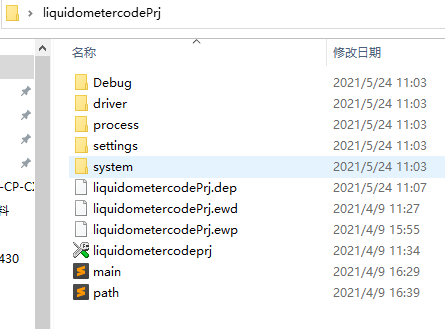 liquidometercodePrj
名称 修改日期
Debug 2021/5/24 11:03
driver 2021/5/24 11:03
process 2021/5/24 11:03
settings 2021/5/24 11:03
system 2021/5/24 11:03
-CP-C liquidometercodePrj.dep 2021/5/24 11:07
料 liquidometercodePrj.ewd 2021/4/9 11:27
liquidometercodePrj.ewp 2021/4/9 15:55
430 liquidometercodeprj 2021/4/9 11:34
main 2021/4/9 16:29
path 2021/4/9 16:39